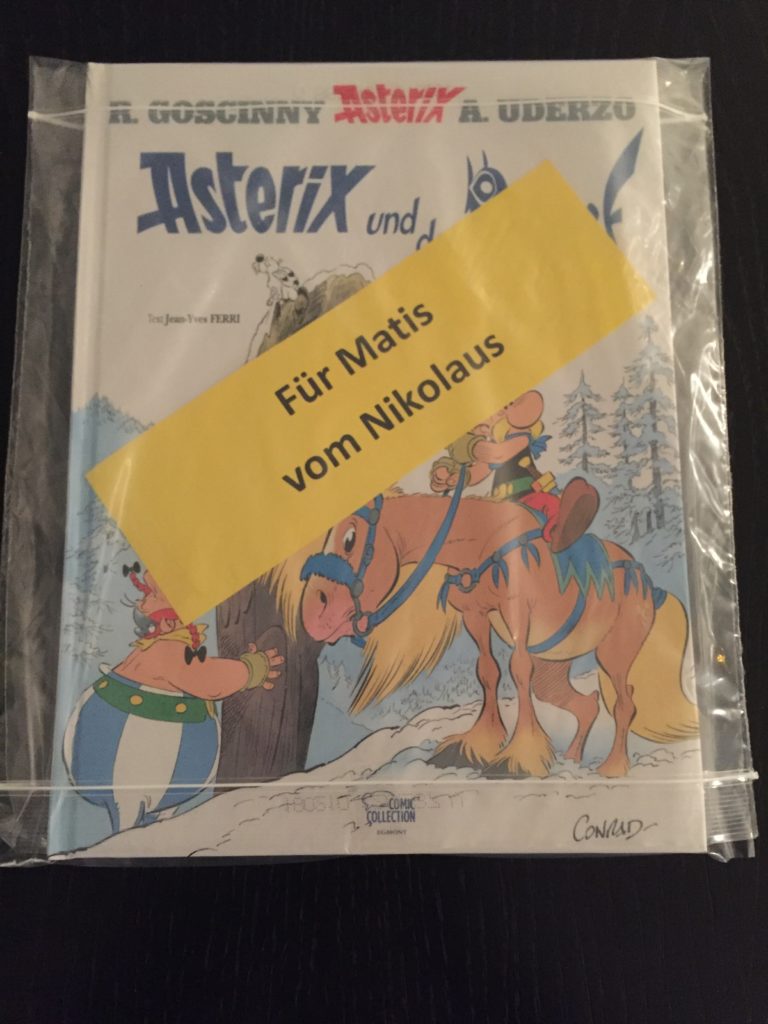 R. GOSCINNY Asterix A. UDERZO
Asterix und
Text Jean-Yves FERRI
Für Matis
vom Nikolaus
COMIC
COLLECTION
EGMONT
CONRAD